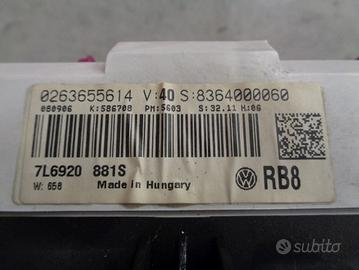 0263655614 V:40 S:8364000060
080906 K:586708 PM:5603 S:32.11 H:06
7L6920 881S RB8
W: 658 Made in Hungary
subito